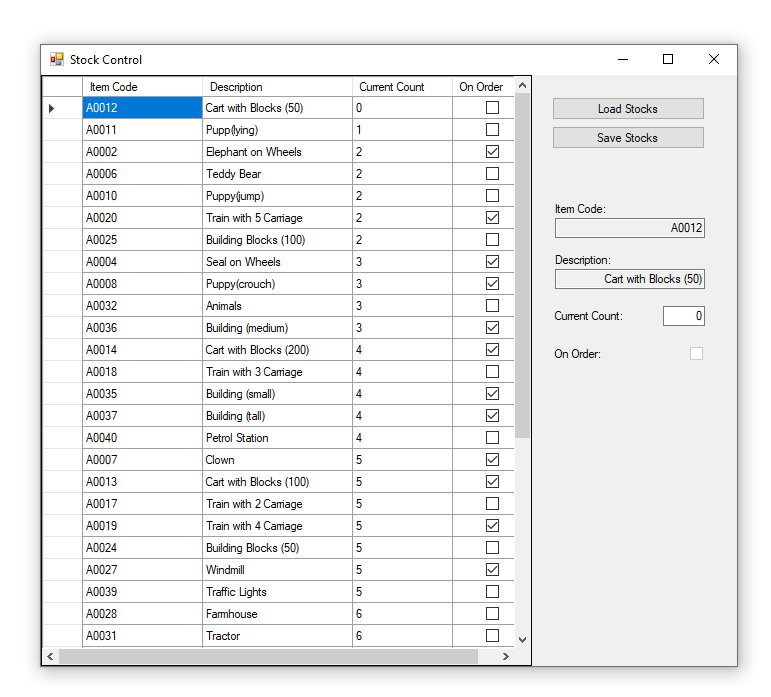 Stock Control
Item Code Description Current Count On Order
A0012 Cart with Blocks (50) 0
A0011 Pupp(lying) 1
A0002 Elephant on Wheels 2
A0006 Teddy Bear 2
A0010 Puppy(jump) 2
A0020 Train with 5 Carriage 2
A0025 Building Blocks (100) 2
A0004 Seal on Wheels 3
A0008 Puppy(crouch) 3
A0032 Animals 3
A0036 Building (medium) 3
A0014 Cart with Blocks (200) 4
A0018 Train with 3 Carriage 4
A0035 Building (small) 4
A0037 Building (tall) 4
A0040 Petrol Station 4
A0007 Clown 5
A0013 Cart with Blocks (100) 5
A0017 Train with 2 Carriage 5
A0019 Train with 4 Carriage 5
A0024 Building Blocks (50) 5
A0027 Windmill 5
A0039 Traffic Lights 5
A0028 Farmhouse 6
A0031 Tractor 6
Load Stocks
Save Stocks
Item Code:
A0012
Description:
Cart with Blocks (50)
Current Count: 0
On Order: